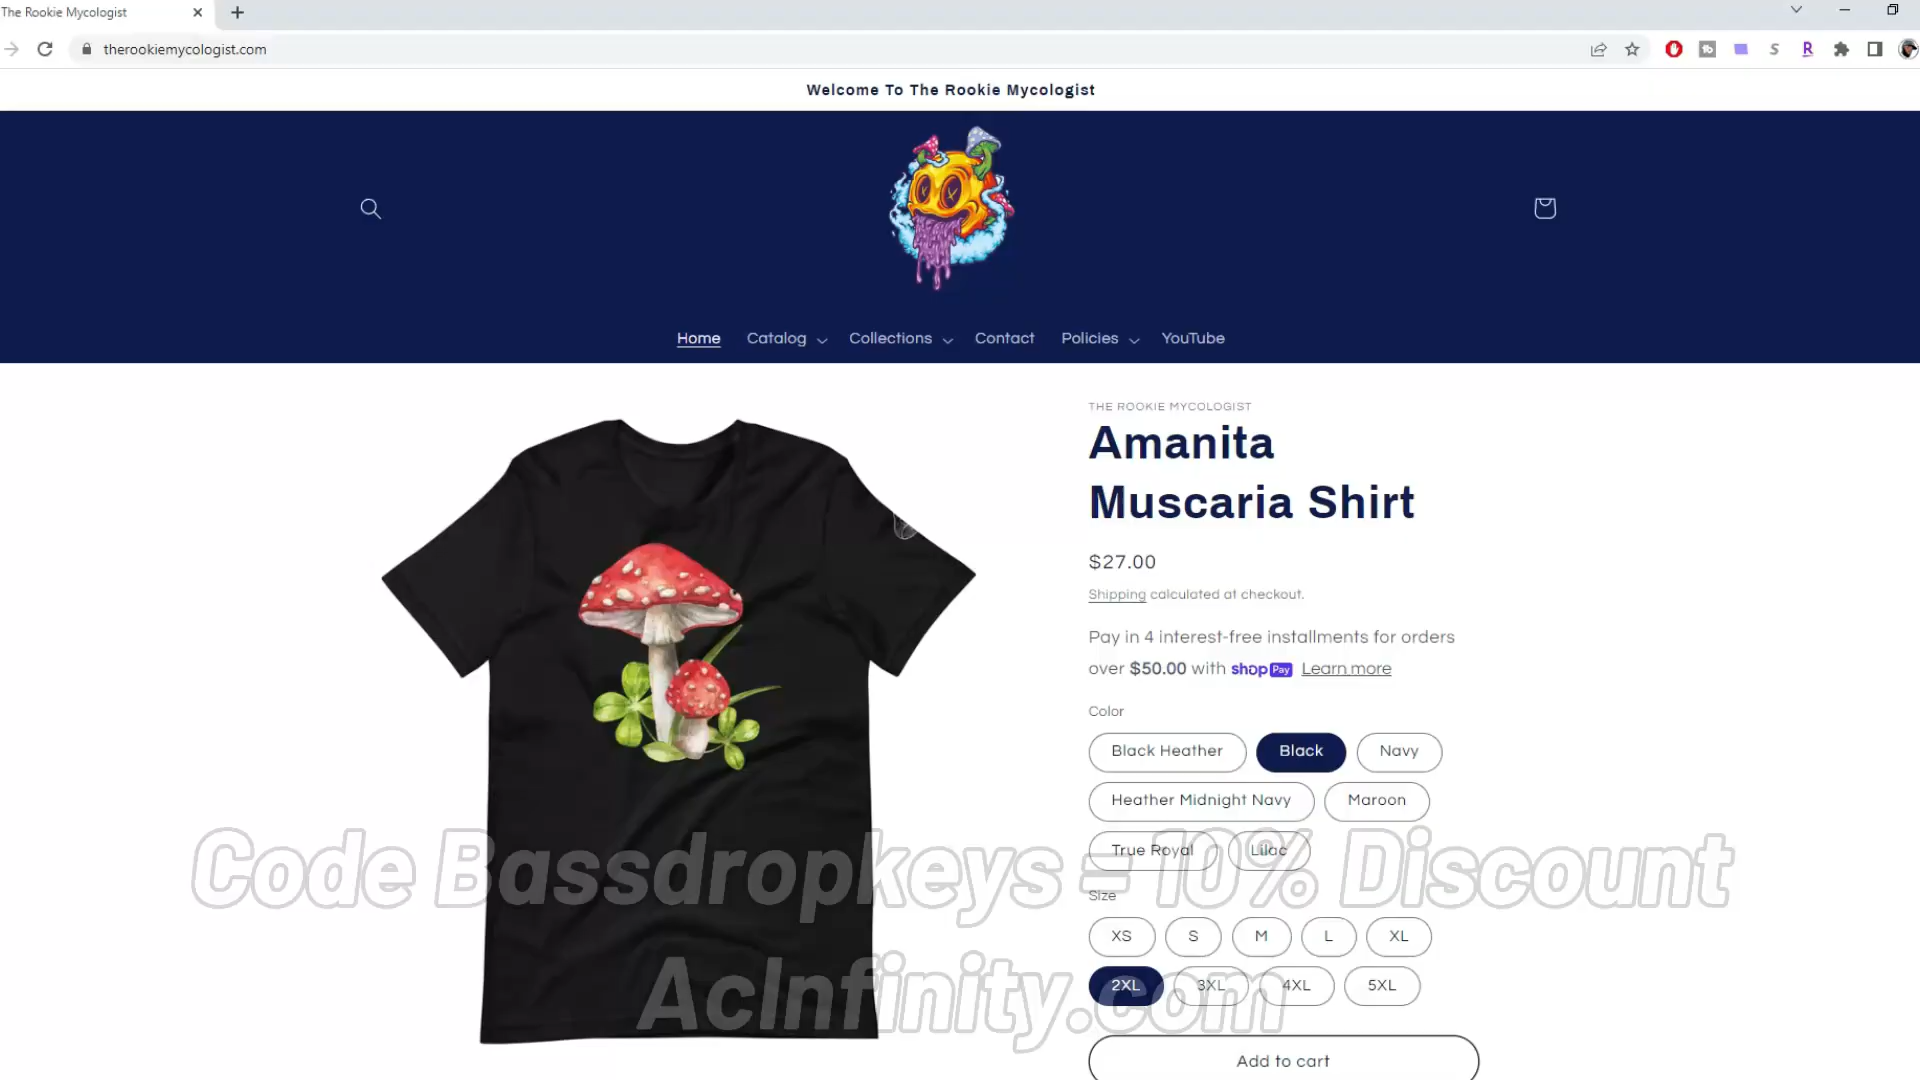 The Rookie Mycologist
therookiemycologist.com
Welcome To The Rookie Mycologist
Home Catalog Collections Contact Policies YouTube
THE ROOKIE MYCOLOGIST
Amanita
Muscaria Shirt
$27.00
Shipping calculated at checkout.
Pay in 4 interest-free installments for orders
over $50.00 with shop Pay Learn more
Color
Black Heather Black Navy
Heather Midnight Navy Maroon
True Royal Lilac
Code Bassdropkeys = 10% Discount
Size
XS S M L XL
2XL 3XL 4XL 5XL
AcInfinity.com
Add to cart